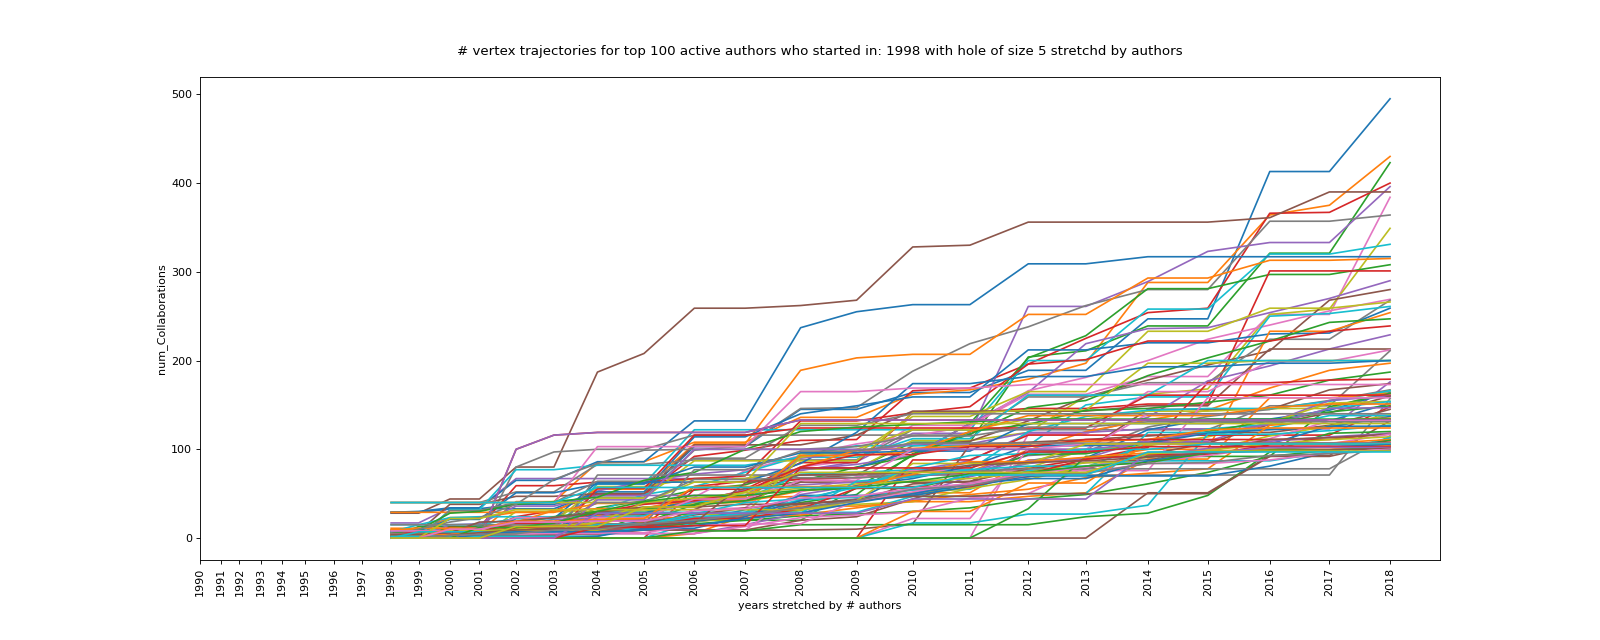 # vertex trajectories for top 100 active authors who started in: 1998 with hole of size 5 stretchd by authors
500
400
300
200
100
0
num_Collaborations
1990 1991 1992 1993 1994 1995 1996 1997 1998 1999 2000 2001 2002 2003 2004 2005 2006 2007 2008 2009 2010 2011 2012 2013 2014 2015 2016 2017 2018
years stretched by # authors